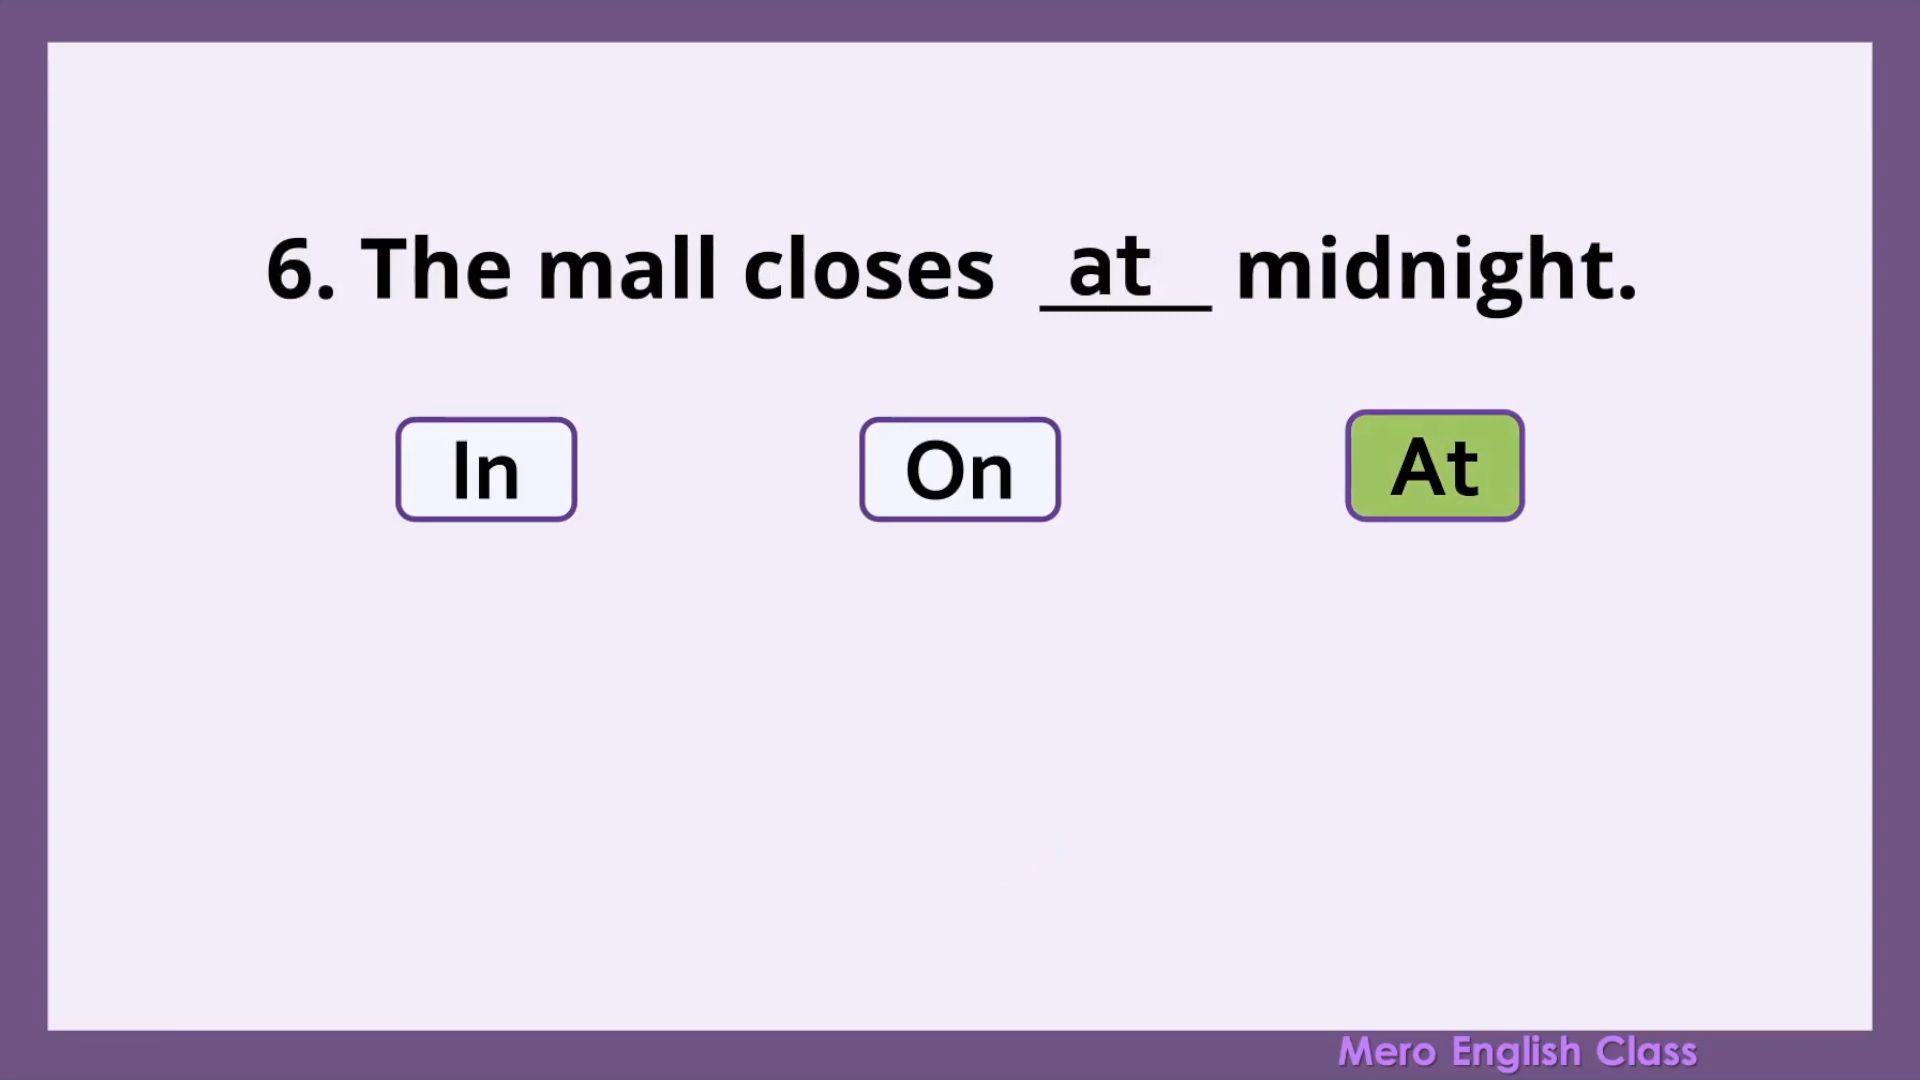 6. The mall closes at midnight.
In On At
Mero English Class